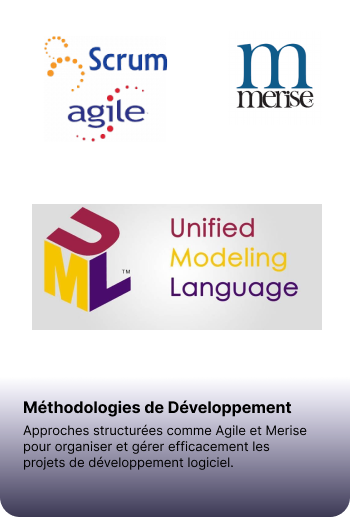 Scrum
agile
m
merise
UML™
Unified
Modeling
Language
Méthodologies de Développement
Approches structurées comme Agile et Merise
pour organiser et gérer efficacement les
projets de développement logiciel.